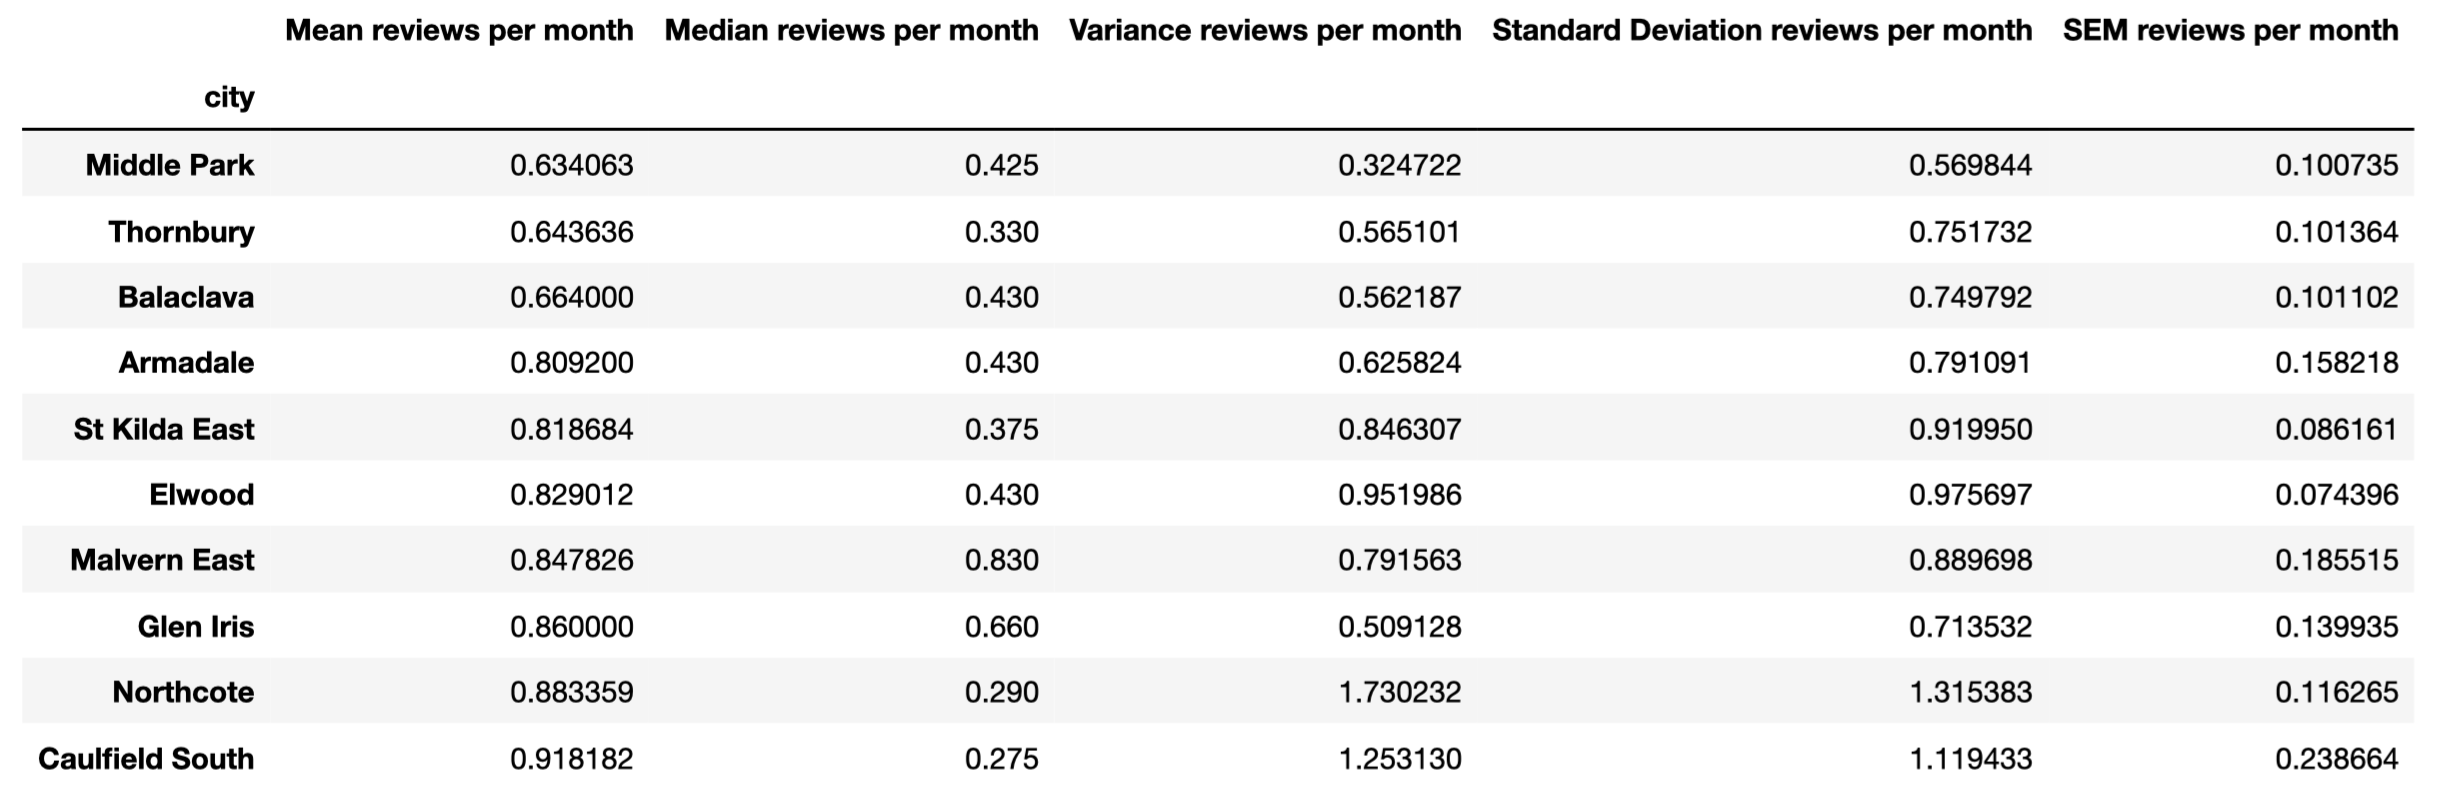 Mean reviews per month Median reviews per month Variance reviews per month Standard Deviation reviews per month SEM reviews per month
city
Middle Park 0.634063 0.425 0.324722 0.569844 0.100735
Thornbury 0.643636 0.330 0.565101 0.751732 0.101364
Balaclava 0.664000 0.430 0.562187 0.749792 0.101102
Armadale 0.809200 0.430 0.625824 0.791091 0.158218
St Kilda East 0.818684 0.375 0.846307 0.919950 0.086161
Elwood 0.829012 0.430 0.951986 0.975697 0.074396
Malvern East 0.847826 0.830 0.791563 0.889698 0.185515
Glen Iris 0.860000 0.660 0.509128 0.713532 0.139935
Northcote 0.883359 0.290 1.730232 1.315383 0.116265
Caulfield South 0.918182 0.275 1.253130 1.119433 0.238664